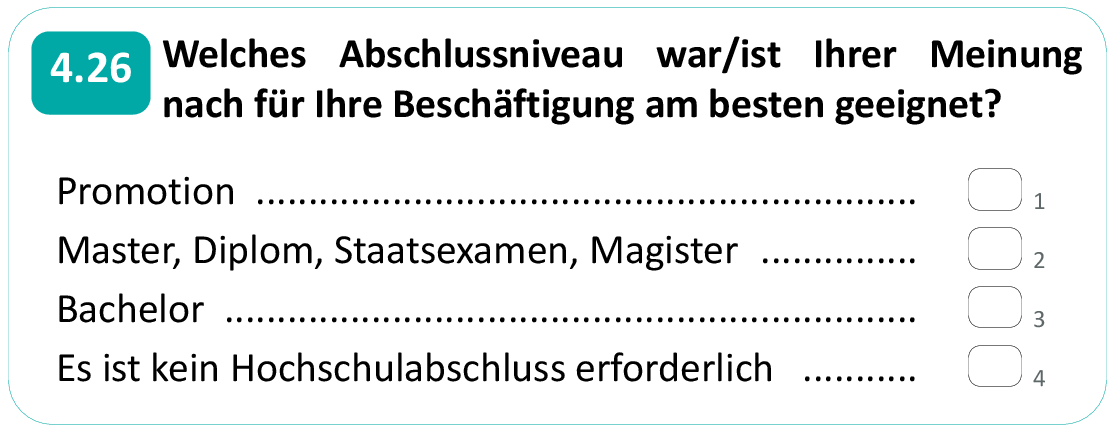 4.26 Welches Abschlussniveau war/ist Ihrer Meinung
nach für Ihre Beschäftigung am besten geeignet?
Promotion ................................................................ 1
Master, Diplom, Staatsexamen, Magister ............... 2
Bachelor ................................................................... 3
Es ist kein Hochschulabschluss erforderlich ........... 4